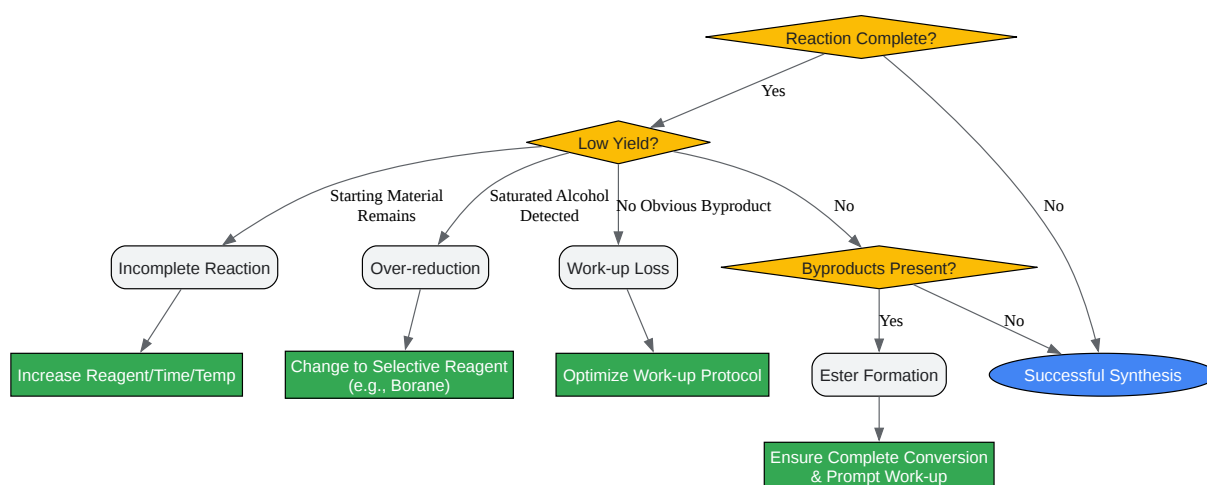 Reaction Complete?
Yes
Low Yield?
Starting Material
Remains
Saturated Alcohol
Detected
No Obvious Byproduct
No
No
Incomplete Reaction
Over-reduction
Work-up Loss
Byproducts Present?
Yes
No
Increase Reagent/Time/Temp
Change to Selective Reagent
(e.g., Borane)
Optimize Work-up Protocol
Ester Formation
Successful Synthesis
Ensure Complete Conversion
& Prompt Work-up